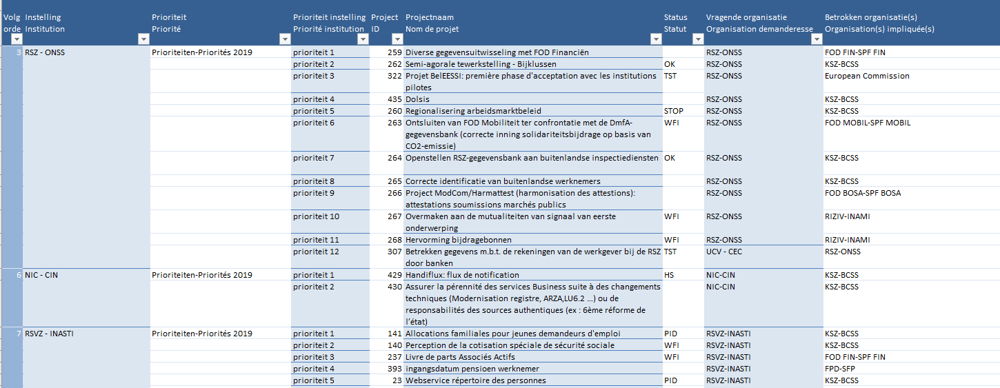 Volg Instelling Prioriteit Prioriteit instelling Project Projectnaam Status Vragende organisatie Betrokken organisatie(s)
orde Institution Priorité Priorité institution ID Nom de projet Statut Organisation demanderesse Organisation(s) impliquée(s)
3 RSZ - ONSS Prioriteiten-Priorités 2019 prioriteit 1 259 Diverse gegevensuitwisseling met FOD Financiën RSZ-ONSS FOD FIN-SPF FIN
prioriteit 2 262 Semi-agorale tewerkstelling - Bijklussen OK RSZ-ONSS KSZ-BCSS
prioriteit 3 322 Projet BelEESSI: première phase d'acceptation avec les institutions TST RSZ-ONSS European Commission
pilotes
prioriteit 4 435 Dolsis RSZ-ONSS KSZ-BCSS
prioriteit 5 260 Regionalisering arbeidsmarktbeleid STOP RSZ-ONSS KSZ-BCSS
prioriteit 6 263 Ontsluiten van FOD Mobiliteit ter confrontatie met de DmfA- WFI RSZ-ONSS FOD MOBIL-SPF MOBIL
gegevensbank (correcte inning solidariteitsbijdrage op basis van
CO2-emissie)
prioriteit 7 264 Openstellen RSZ-gegevensbank aan buitenlandse inspectiediensten OK RSZ-ONSS KSZ-BCSS
prioriteit 8 265 Correcte identificatie van buitenlandse werknemers RSZ-ONSS KSZ-BCSS
prioriteit 9 266 Project ModCom/Harmattest (harmonisation des attestions): RSZ-ONSS FOD BOSA-SPF BOSA
attestations soumissions marchés publics
prioriteit 10 267 Overmaken aan de mutualiteiten van signaal van eerste WFI RSZ-ONSS RIZIV-INAMI
onderwerping
prioriteit 11 268 Hervorming bijdragebonnen WFI RSZ-ONSS RIZIV-INAMI
prioriteit 12 307 Betrekken gegevens m.b.t. de rekeningen van de werkgever bij de RSZ TST UCV - CEC RSZ-ONSS
door banken
6 NIC - CIN Prioriteiten-Priorités 2019 prioriteit 1 429 Handiflux: flux de notification HS NIC-CIN KSZ-BCSS
prioriteit 2 430 Assurer la pérennité des services Business suite à des changements NIC-CIN KSZ-BCSS
techniques (Modernisation registre, ARZA,LU6.2 ...) ou de
responsabilités des sources authentiques (ex : 6ème réforme de
l’état)
7 RSVZ - INASTI Prioriteiten-Priorités 2019 prioriteit 1 141 Allocations familiales pour jeunes demandeurs d'emploi PID RSVZ-INASTI KSZ-BCSS
prioriteit 2 140 Perception de la cotisation spéciale de sécurité sociale WFI RSVZ-INASTI KSZ-BCSS
prioriteit 3 237 Livre de parts Associés Actifs WFI RSVZ-INASTI FOD FIN-SPF FIN
prioriteit 4 393 ingangsdatum pensioen werknemer RSVZ-INASTI FPD-SFP
prioriteit 5 23 Webservice répertoire des personnes PID RSVZ-INASTI KSZ-BCSS